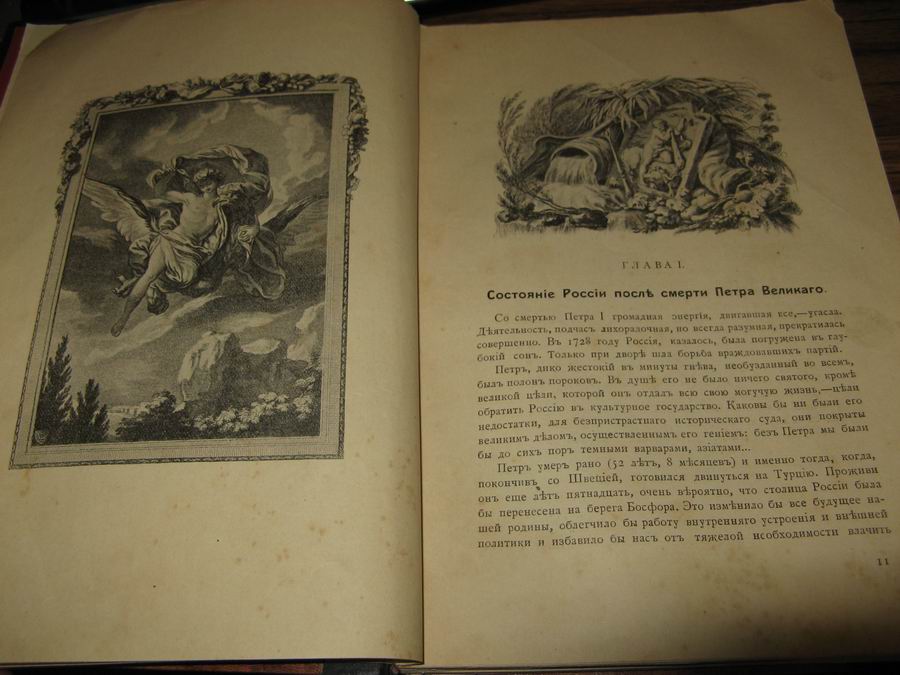 ГЛАВА I.
Состояніе Россіи послѣ смерти Петра Великаго.
Со смертью Петра I громадная энергія, двигавшая все,—угасла.
Дѣятельность, подчасъ лихорадочная, но всегда разумная, прекратилась
совершенно. Въ 1728 году Россія, казалось, была погружена въ глу-
бокій сонъ. Только при дворѣ шла борьба враждовавшихъ партій.
Петръ, дико жестокій въ минуты гнѣва, необузданный во всемъ,
былъ полонъ пороковъ. Въ душѣ его не было ничего святого, кромѣ
великой цѣли, которой онъ отдалъ всю свою могучую жизнь,—цѣли
обратить Россію въ культурное государство. Каковы бы ни были его
недостатки, для безпристрастнаго историческаго суда, они покрыты
великимъ дѣломъ, осуществленнымъ его геніемъ: безъ Петра мы были
бы до сихъ поръ темными варварами, азіатами...
Петръ умеръ рано (52 лѣтъ, 8 мѣсяцевъ) и именно тогда, когда,
покончивъ со Швеціей, готовился двинуться на Турцію. Проживи
онъ еще лѣтъ пятнадцать, очень вѣроятно, что столица Россіи была
бы перенесена на берега Босфора. Это измѣнило бы все будущее на-
шей родины, облегчило бы работу внутренняго устроенія и внѣшней
политики и избавило бы насъ отъ тяжелой необходимости влачить
11